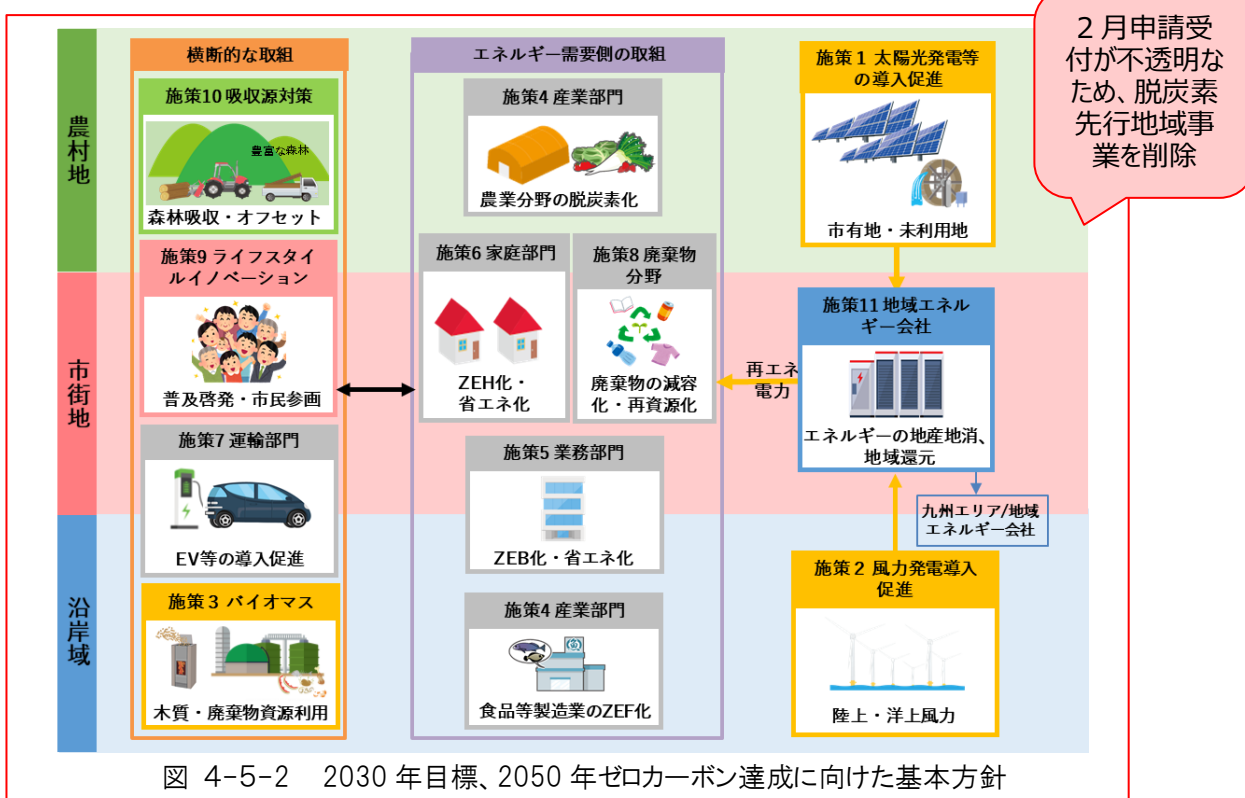 2月申請受
付が不透明な
ため、脱炭素
先行地域事
業を削除
農村地
市街地
沿岸域
横断的な取組
施策10 吸収源対策
豊富な森林
森林吸収・オフセット
施策9 ライフスタイ
ルイノベーション
普及啓発・市民参画
施策7 運輸部門
EV等の導入促進
施策3 バイオマス
木質・廃棄物資源利用
エネルギー需要側の取組
施策4 産業部門
農業分野の脱炭素化
施策6 家庭部門
ZEH化・
省エネ化
施策8 廃棄物
分野
廃棄物の減容
化・再資源化
施策5 業務部門
ZEB化・省エネ化
施策4 産業部門
食品等製造業のZEF化
施策1 太陽光発電等
の導入促進
市有地・未利用地
再エネ
電力
施策11 地域エネル
ギー会社
エネルギーの地産地消、
地域還元
九州エリア/地域
エネルギー会社
施策2 風力発電導入
促進
陸上・洋上風力
図 4-5-2 2030 年目標、2050 年ゼロカーボン達成に向けた基本方針